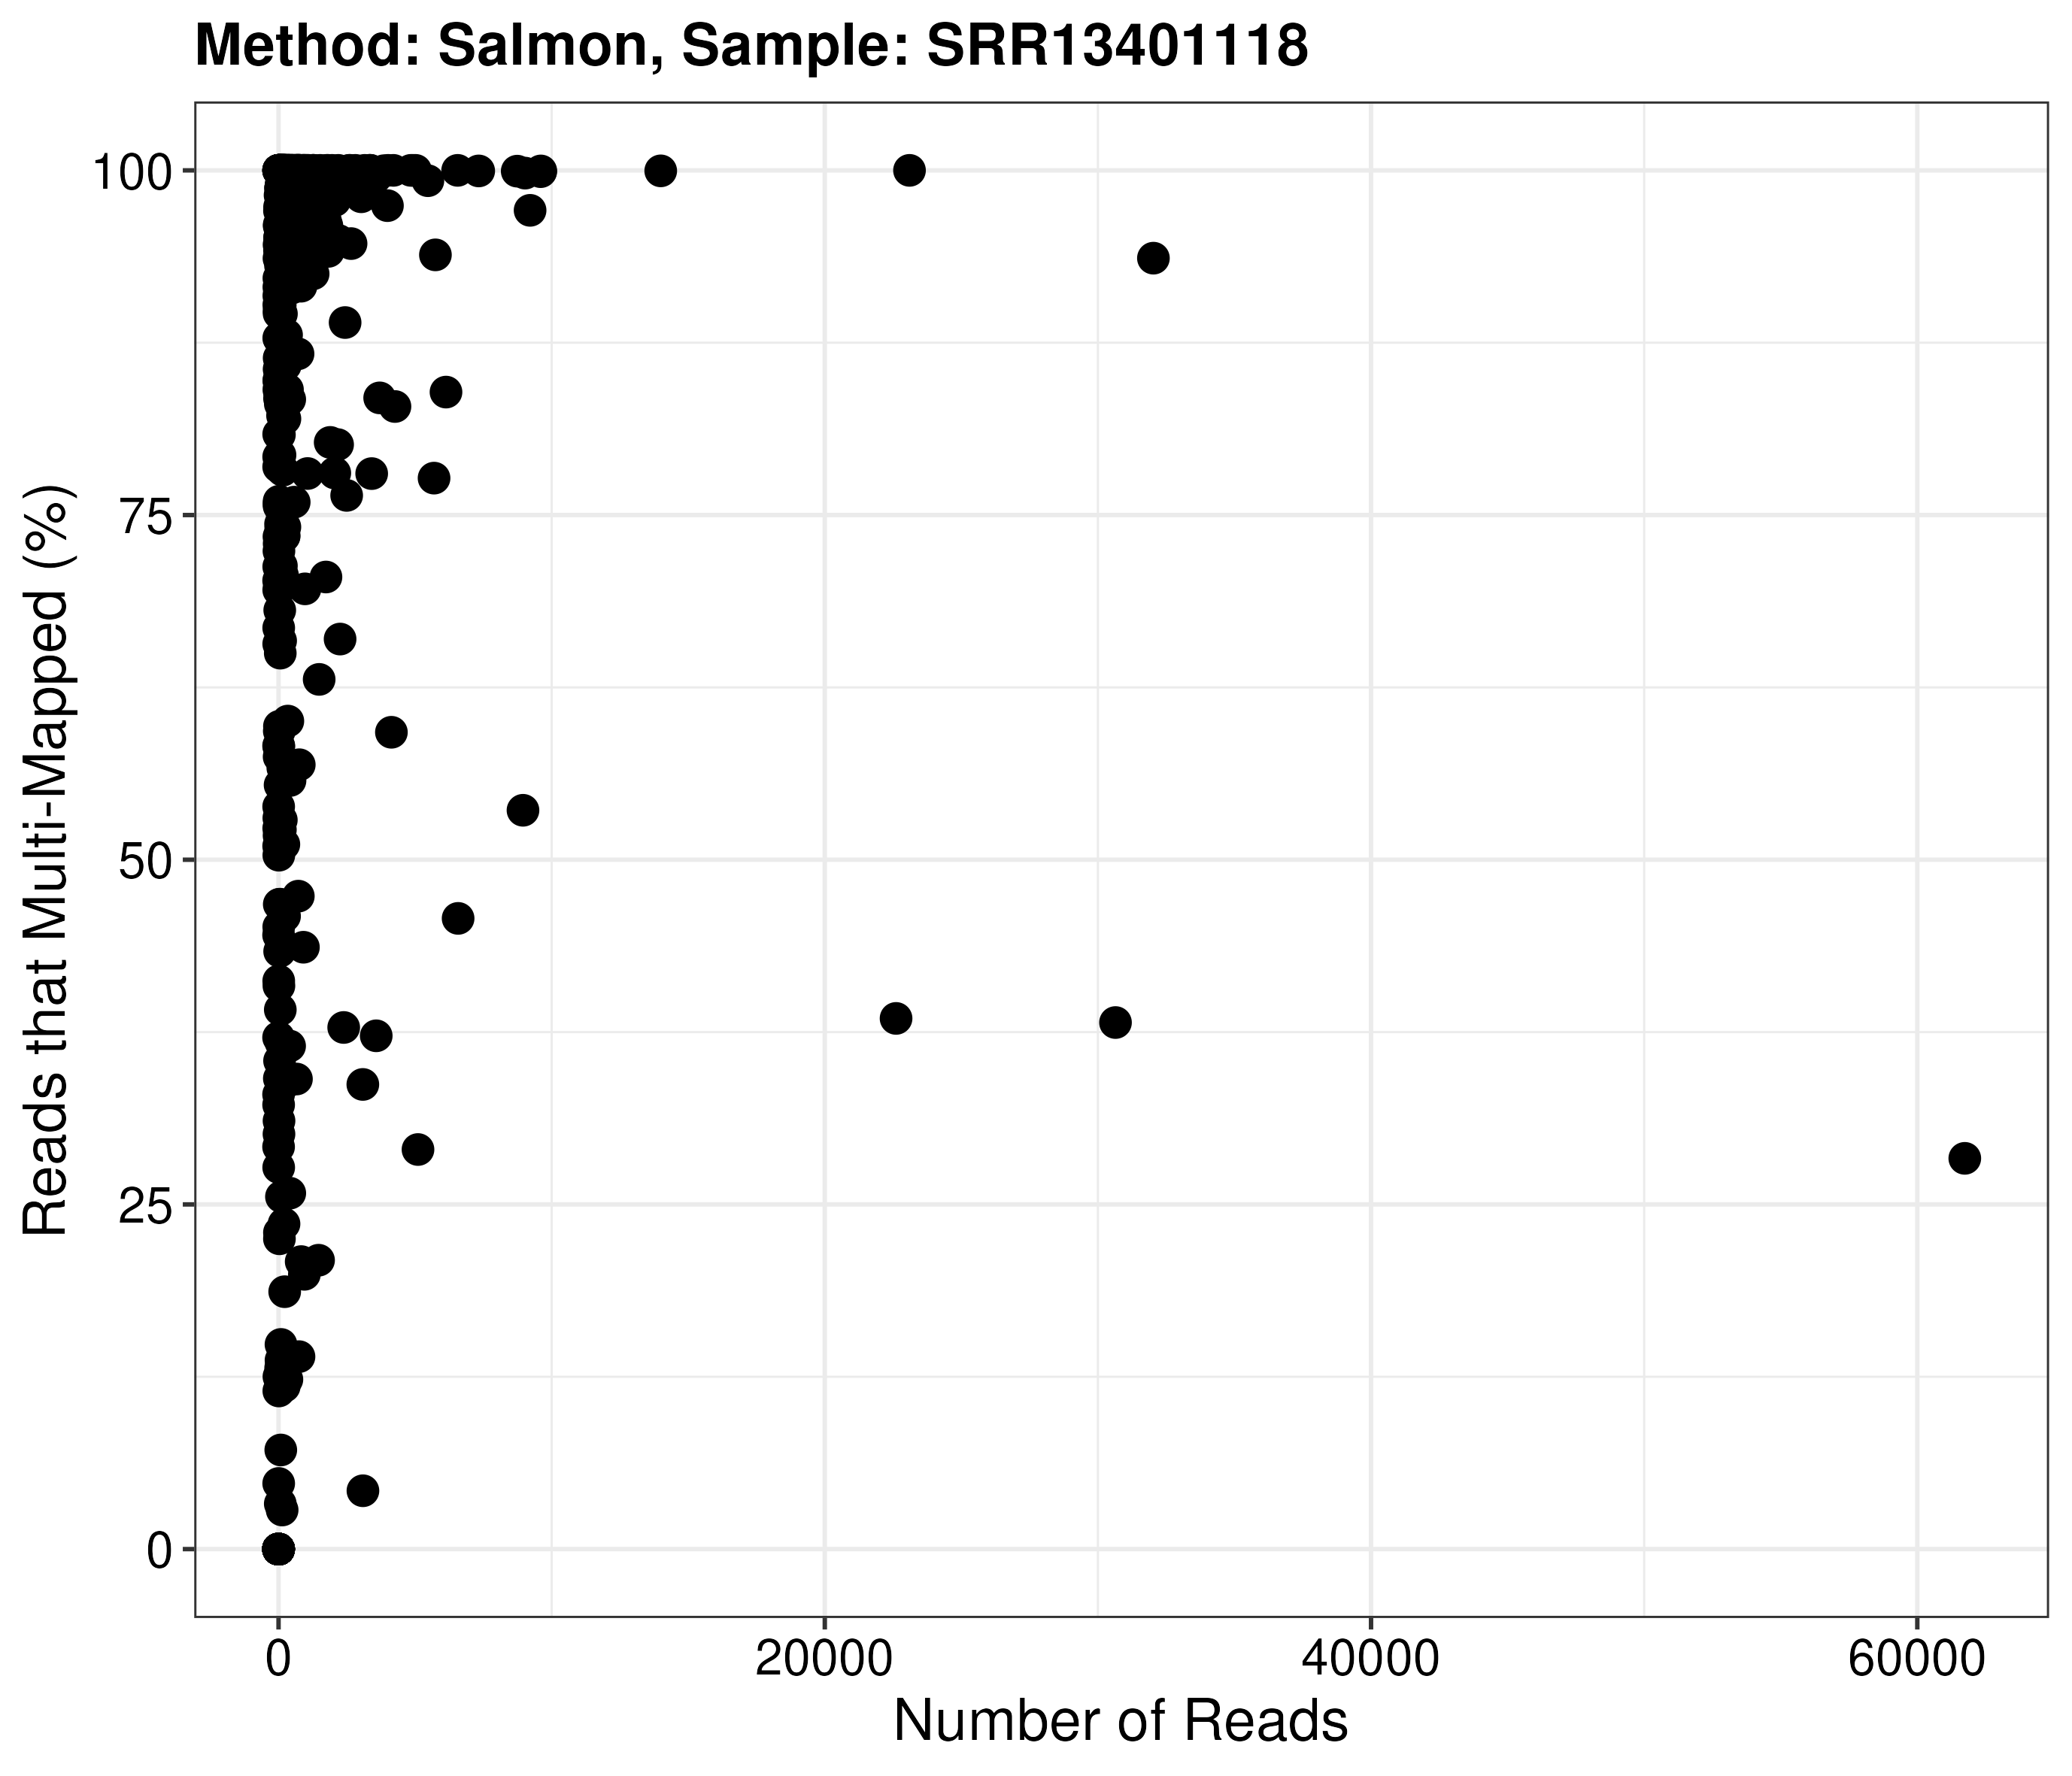 Method: Salmon, Sample: SRR13401118
Reads that Multi-Mapped (%)
100
75
50
25
0
0 20000 40000 60000
Number of Reads